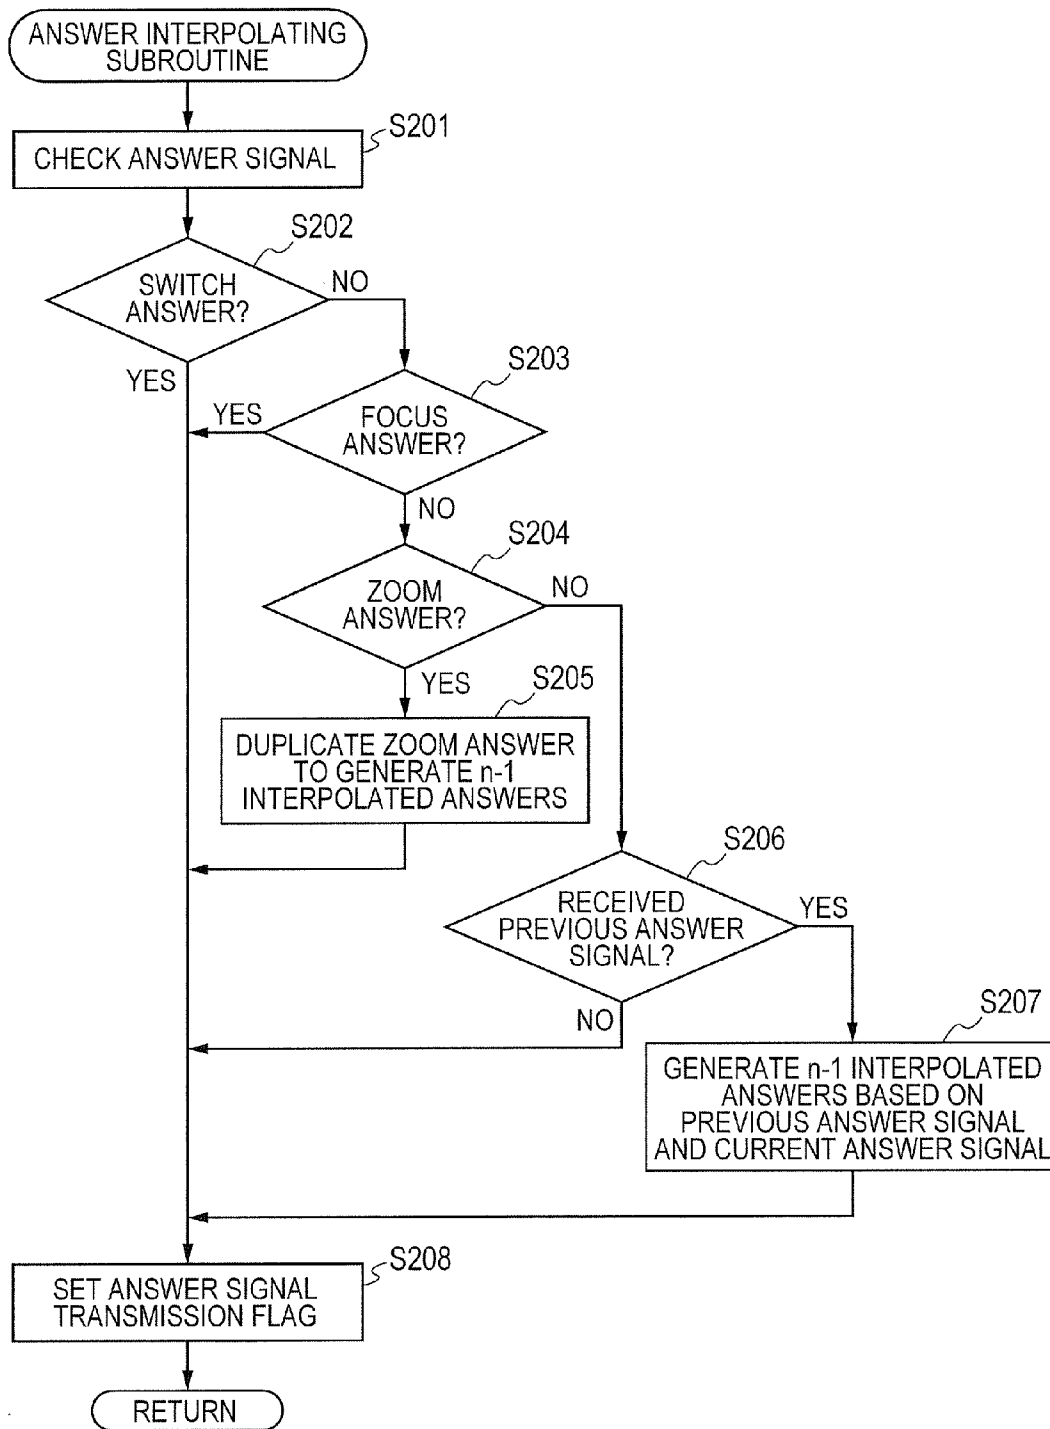 ANSWER INTERPOLATING
SUBROUTINE
S201
CHECK ANSWER SIGNAL
S202
SWITCH
ANSWER?
NO
YES
S203
FOCUS
ANSWER?
YES
NO
S204
ZOOM
ANSWER?
NO
YES
S205
DUPLICATE ZOOM ANSWER
TO GENERATE n-1
INTERPOLATED ANSWERS
S206
RECEIVED
PREVIOUS ANSWER
SIGNAL?
YES
NO
S207
GENERATE n-1 INTERPOLATED
ANSWERS BASED ON
PREVIOUS ANSWER SIGNAL
AND CURRENT ANSWER SIGNAL
S208
SET ANSWER SIGNAL
TRANSMISSION FLAG
RETURN